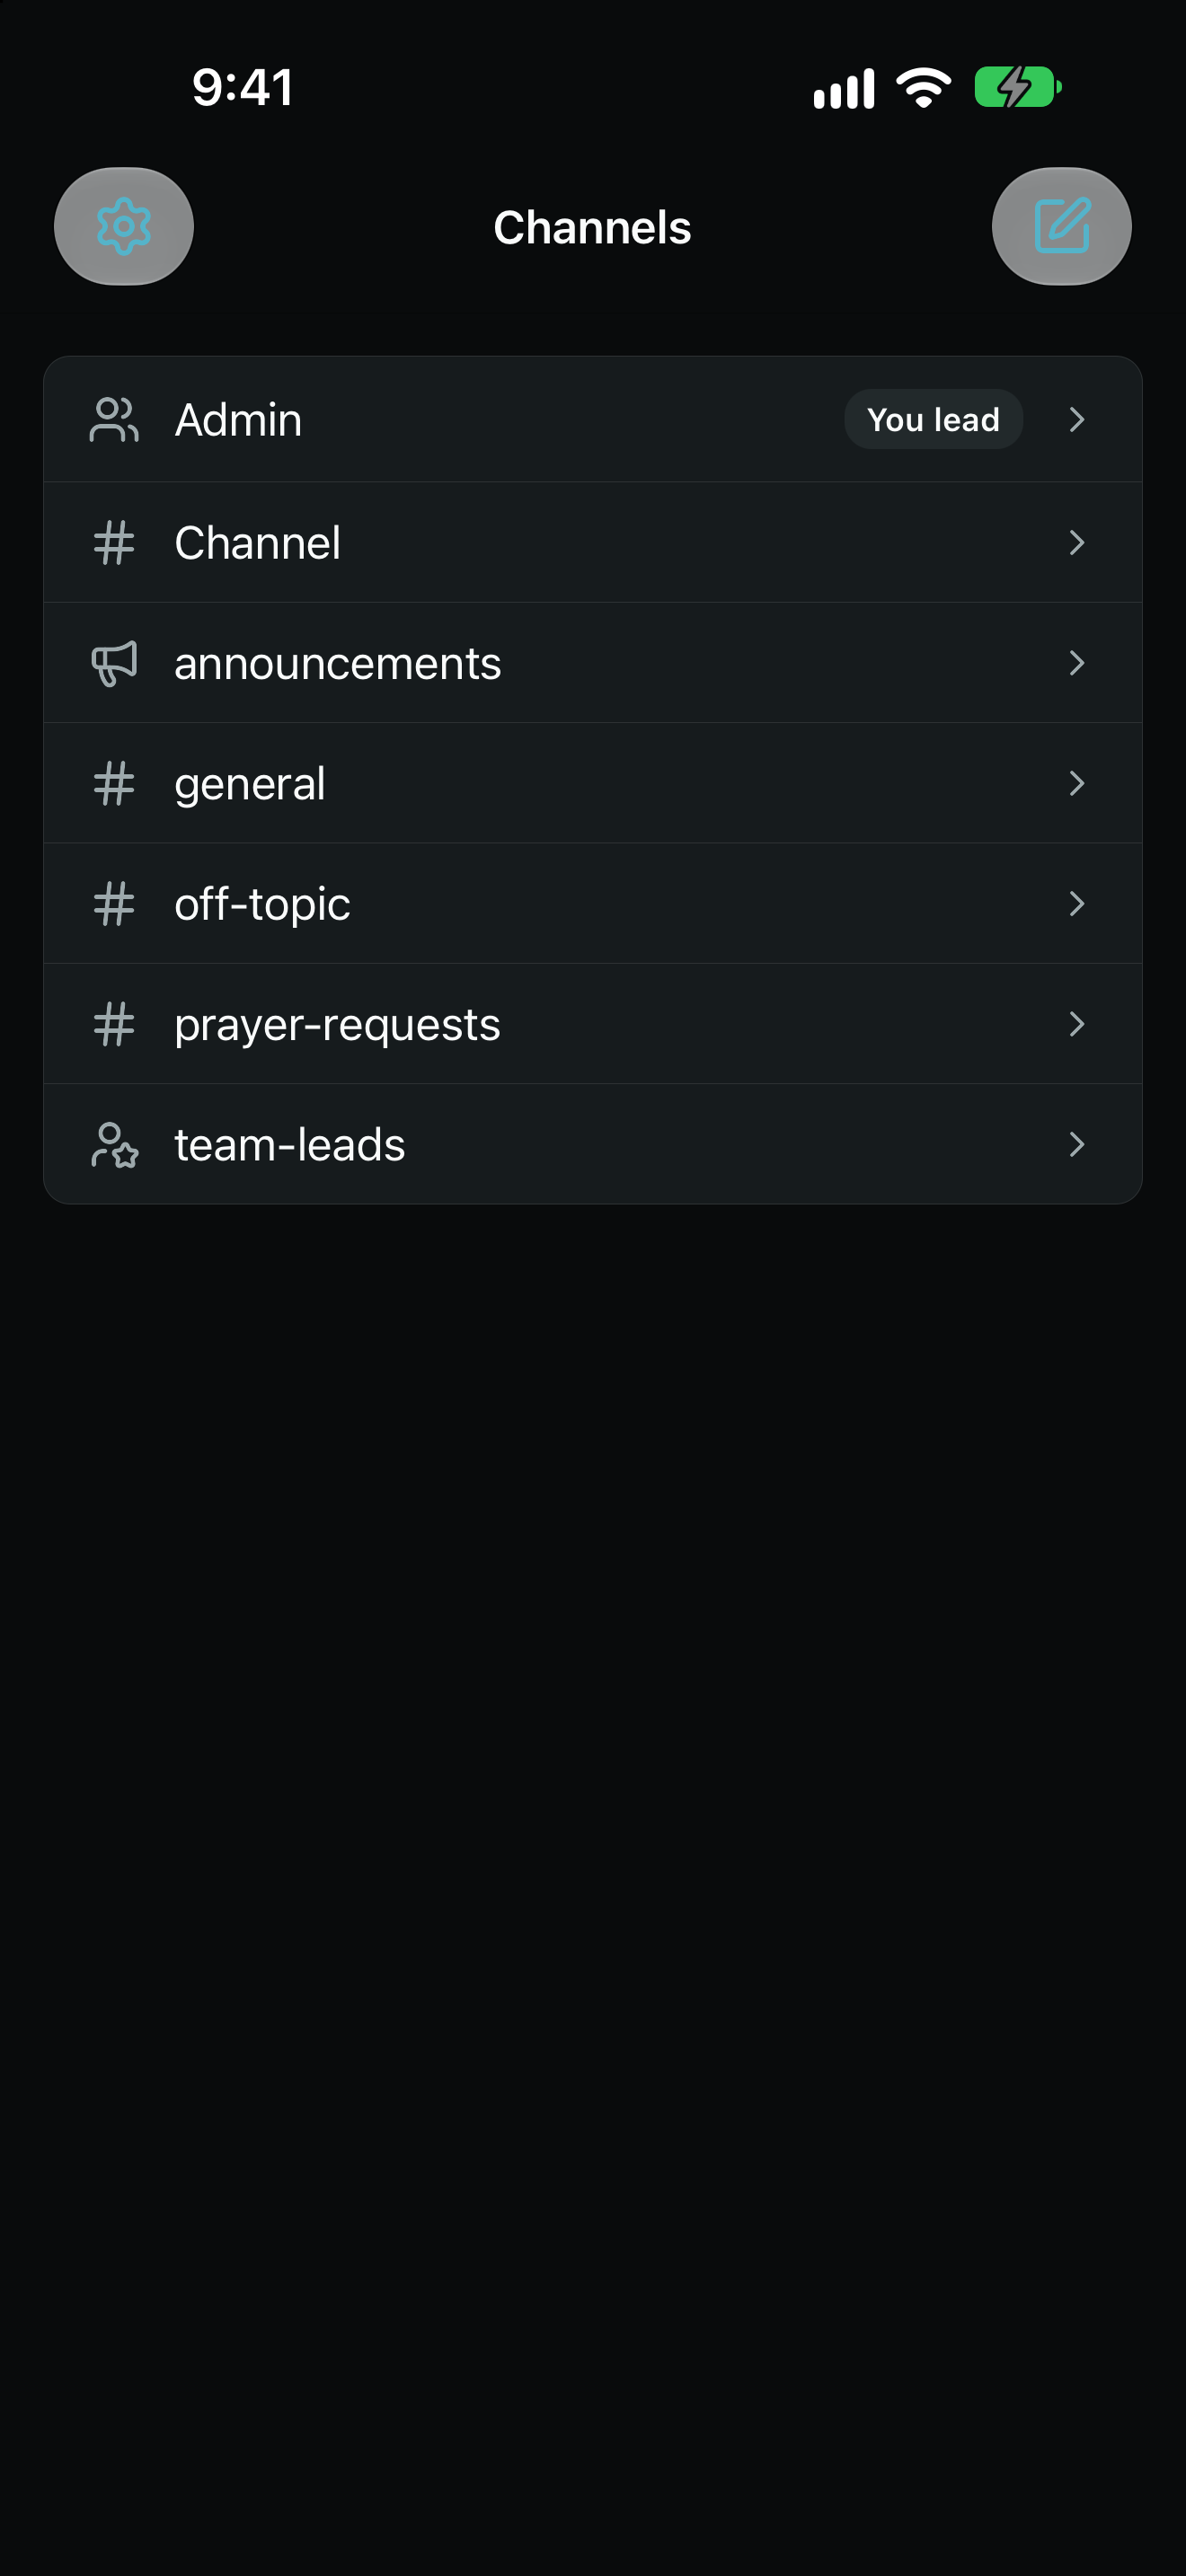 9:41
Channels
Admin You lead
Channel
announcements
general
off-topic
prayer-requests
team-leads